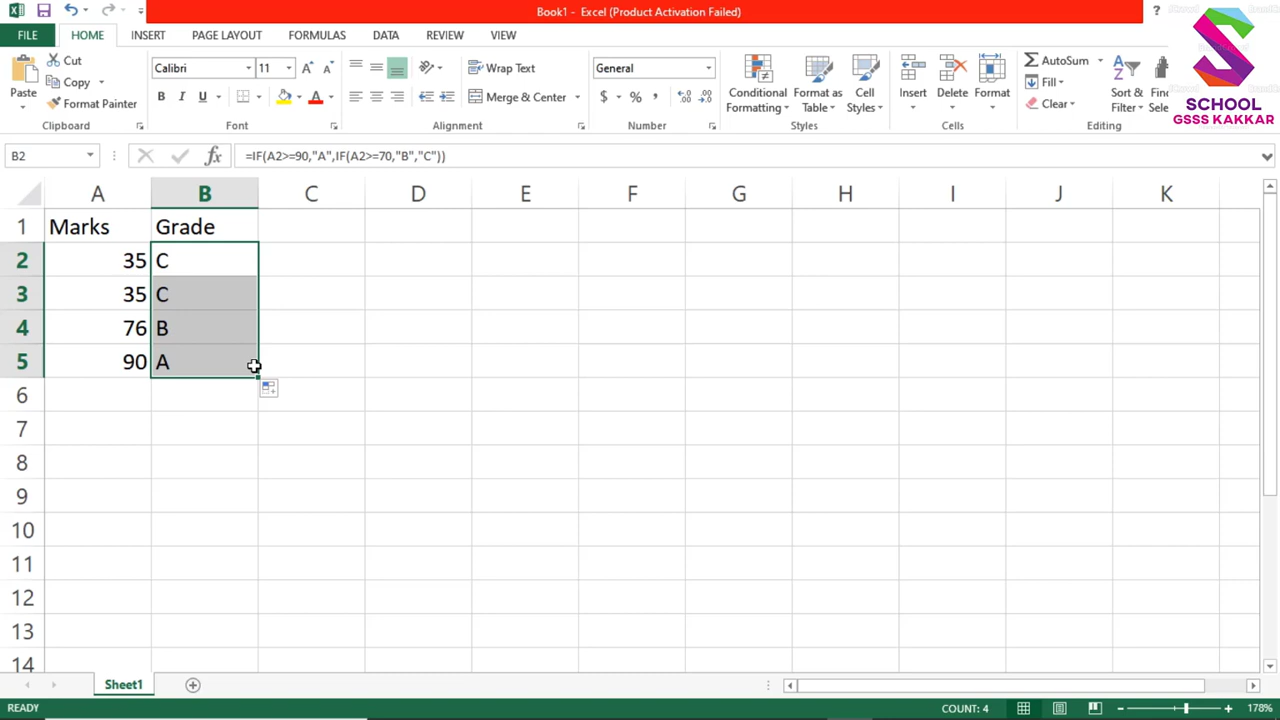 Book1 - Excel (Product Activation Failed)
?
FILE HOME INSERT PAGE LAYOUT FORMULAS DATA REVIEW VIEW
Paste
Cut
Copy
Format Painter
Clipboard
Calibri 11
B I U
Font
Wrap Text
Merge & Center
Alignment
General
$ % ,
Number
Conditional Formatting
Format as Table
Cell Styles
Styles
Insert
Delete
Format
Cells
AutoSum
Fill
Clear
Sort & Filter
Editing
SCHOOL
GSSS KAKKAR
B2 fx =IF(A2>=90,"A",IF(A2>=70,"B","C"))
A B C D E F G H I J K
1 Marks Grade
2 35 C
3 35 C
4 76 B
5 90 A
6
7
8
9
10
11
12
13
14
Sheet1
READY COUNT: 4 178%